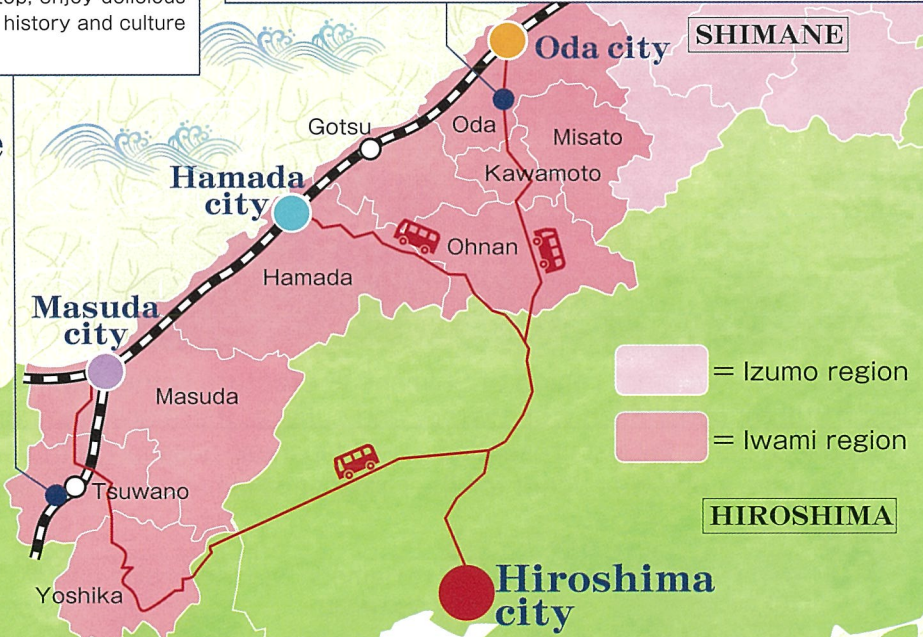 history and culture
SHIMANE
Oda city
Gotsu
Oda
Misato
Kawamoto
Hamada
city
Ohnan
Hamada
Masuda
city
Masuda
= Izumo region
= Iwami region
Tsuwano
HIROSHIMA
Yoshika
Hiroshima
city